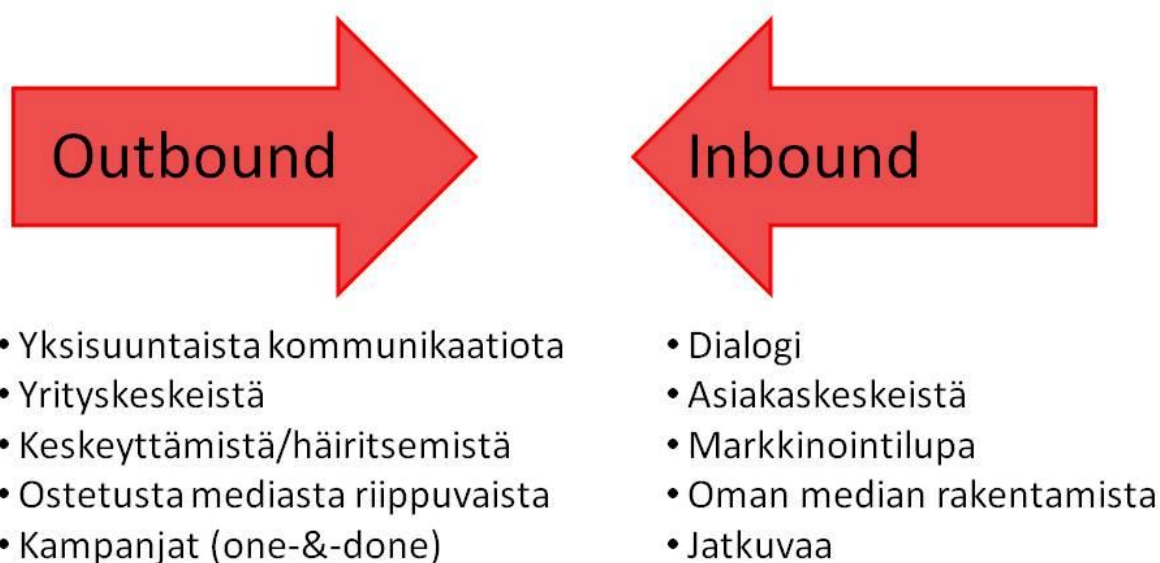 Outbound
• Yksisuuntaista kommunikaatiota
• Yrityskeskeistä
• Keskeyttämistä/häiritsemistä
• Ostetusta mediasta riippuvaista
• Kampanjat (one-&-done)
Inbound
• Dialogi
• Asiakaskeskeistä
• Markkinointilupa
• Oman median rakentamista
• Jatkuvaa